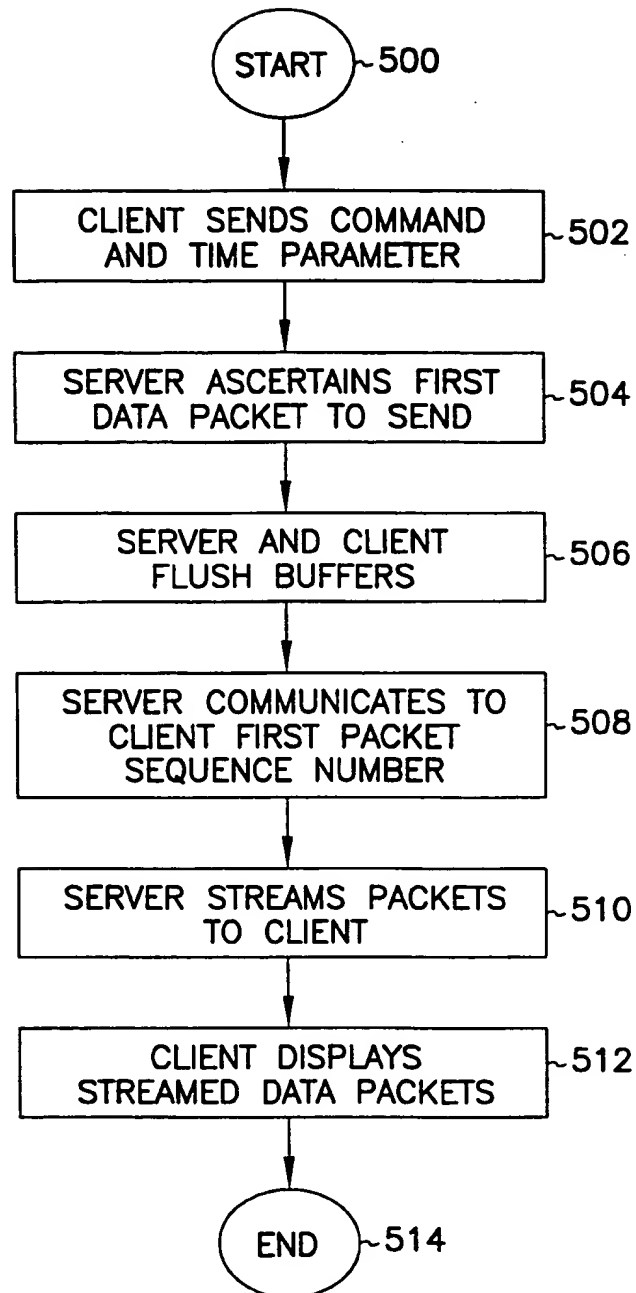 START
500
CLIENT SENDS COMMAND
AND TIME PARAMETER
502
SERVER ASCERTAINS FIRST
DATA PACKET TO SEND
504
SERVER AND CLIENT
FLUSH BUFFERS
506
SERVER COMMUNICATES TO
CLIENT FIRST PACKET
SEQUENCE NUMBER
508
SERVER STREAMS PACKETS
TO CLIENT
510
CLIENT DISPLAYS
STREAMED DATA PACKETS
512
END
514